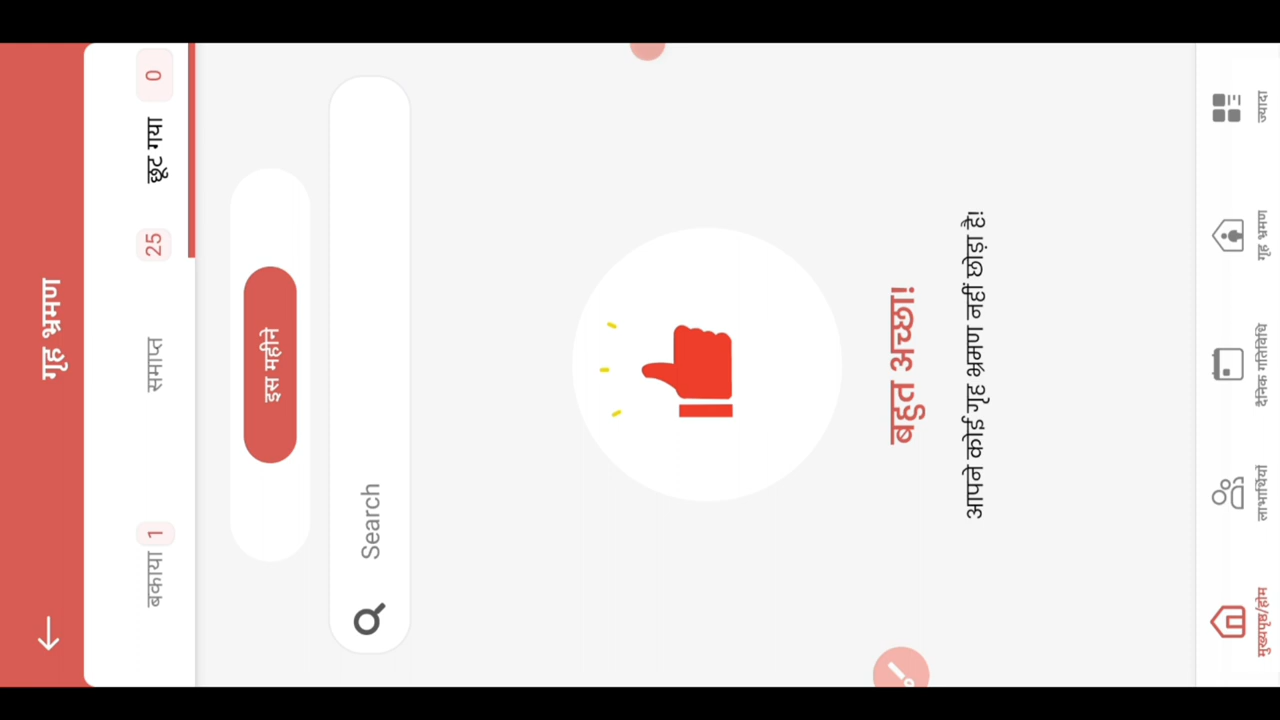 गृह भ्रमण
बकाया 1
समाप्त 25
छूट गया 0
इस महीने
Search
बहुत अच्छा!
आपने कोई गृह भ्रमण नहीं छोड़ा है!
मुख्यपृष्ठ/होम
लाभार्थियों
दैनिक गतिविधि
गृह भ्रमण
ज्यादा